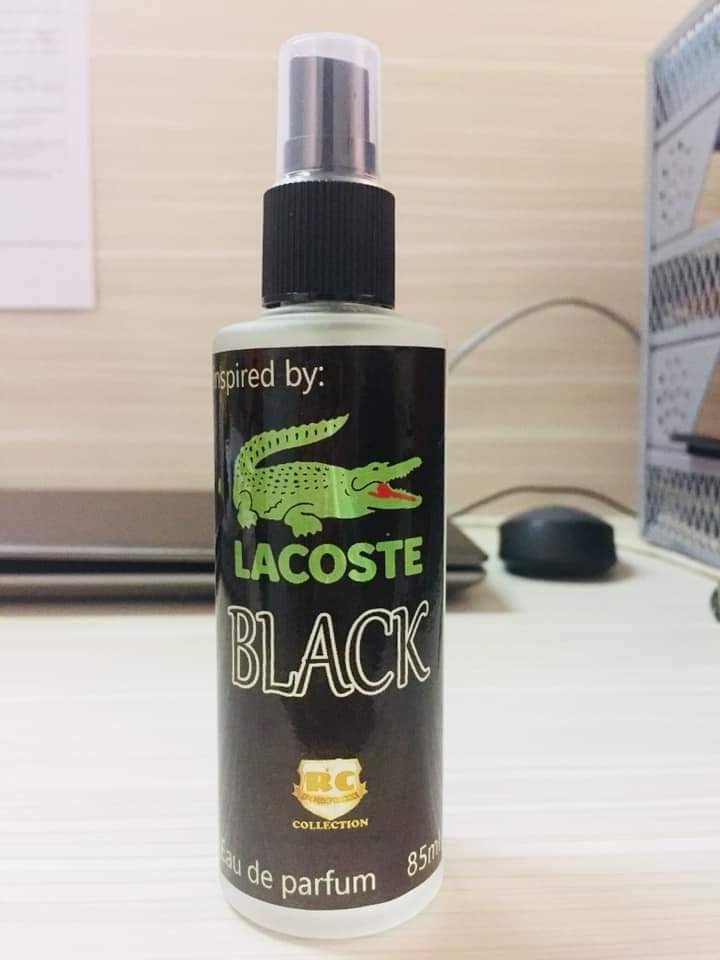 nspired by:
LACOSTE
BLACK
RC
COLLECTION
Eau de parfum 85ml